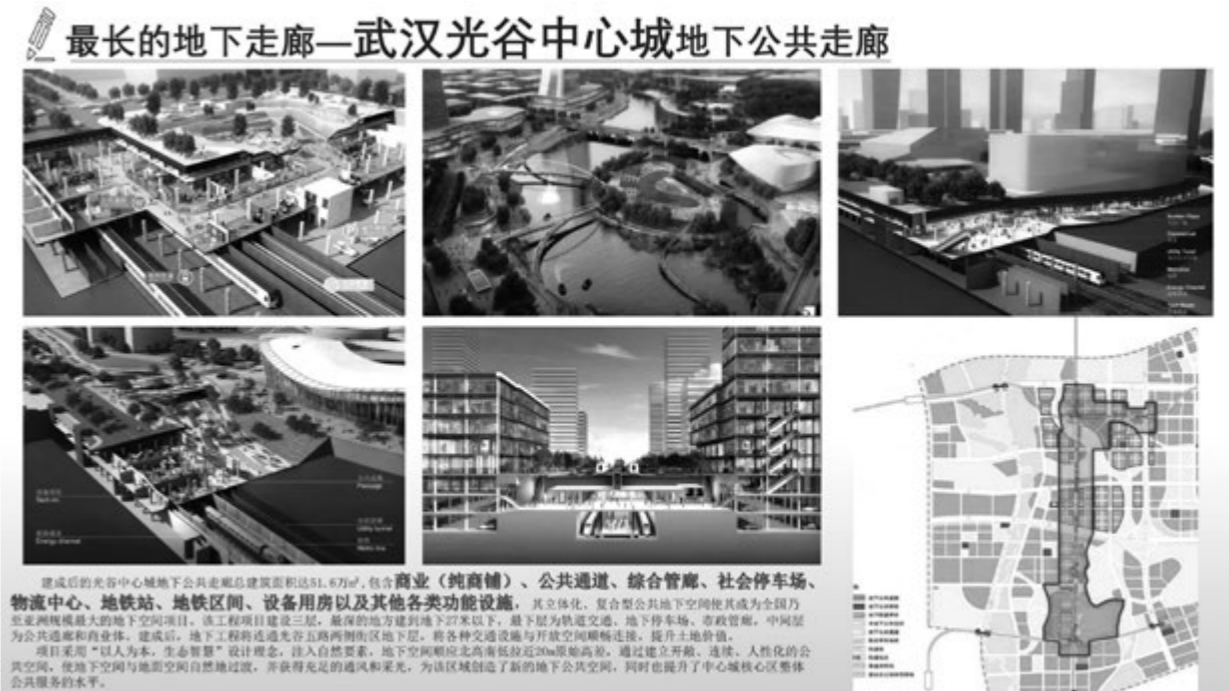 最长的地下走廊—武汉光谷中心城地下公共走廊
Metro line
Utility tunnel
Passage
Energy channel
建成后的光谷中心城地下公共走廊总建筑面积达51.6万㎡,包含商业（纯商铺）、公共通道、综合管廊、社会停车场、
物流中心、地铁站、地铁区间、设备用房以及其他各类功能设施，其立体化、复合型公共地下空间使其成为全国乃
至亚洲规模最大的地下空间项目。该工程项目建设三层，最深的地方建到地下27米以下，最下层为轨道交通、地下停车场、市政管廊，中间层
为公共通廊和商业体。建成后，地下工程将连通光谷五路两侧街区地下层，将各种交通设施与开放空间顺畅连接，提升土地价值。
项目采用“以人为本，生态智慧”设计理念，注入自然要素，地下空间顺应北高南低拉近20m原始高差，通过建立开敞、连续、人性化的公
共空间，使地下空间与地面空间自然地过渡，并获得充足的通风和采光，为该区域创造了新的地下公共空间，同时也提升了中心城核心区整体
公共服务的水平。